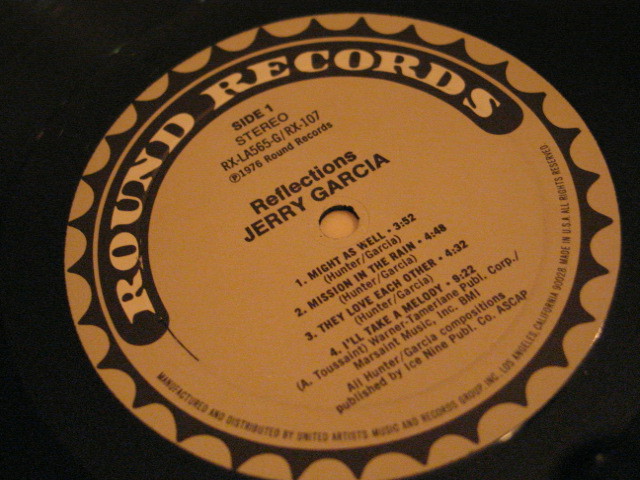 ROUND RECORDS
SIDE 1
STEREO
RX-LA565-G/RX-107
℗1976 Round Records
Reflections
JERRY GARCIA
1. MIGHT AS WELL • 3:52
(Hunter/Garcia)
2. MISSION IN THE RAIN • 4:48
(Hunter/Garcia)
3. THEY LOVE EACH OTHER • 4:32
(Hunter/Garcia)
4. I'LL TAKE A MELODY • 9:22
(A. Toussaint) Warner-Tamerlane Publ. Corp./
Marsaint Music, Inc. BMI
All Hunter/Garcia compositions
published by Ice Nine Publ. Co. ASCAP
MANUFACTURED AND DISTRIBUTED BY UNITED ARTISTS MUSIC AND RECORDS GROUP, INC. LOS ANGELES, CALIFORNIA 90028. MADE IN U.S.A. ALL RIGHTS RESERVED.